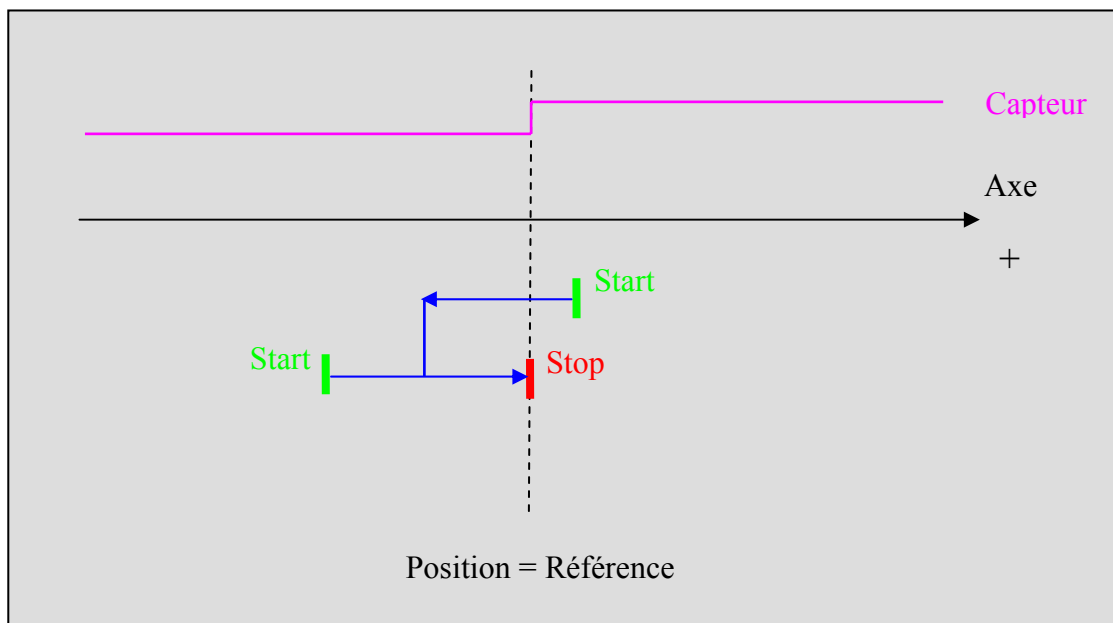 Capteur
Axe
+
Start
Start
Stop
Position = Référence